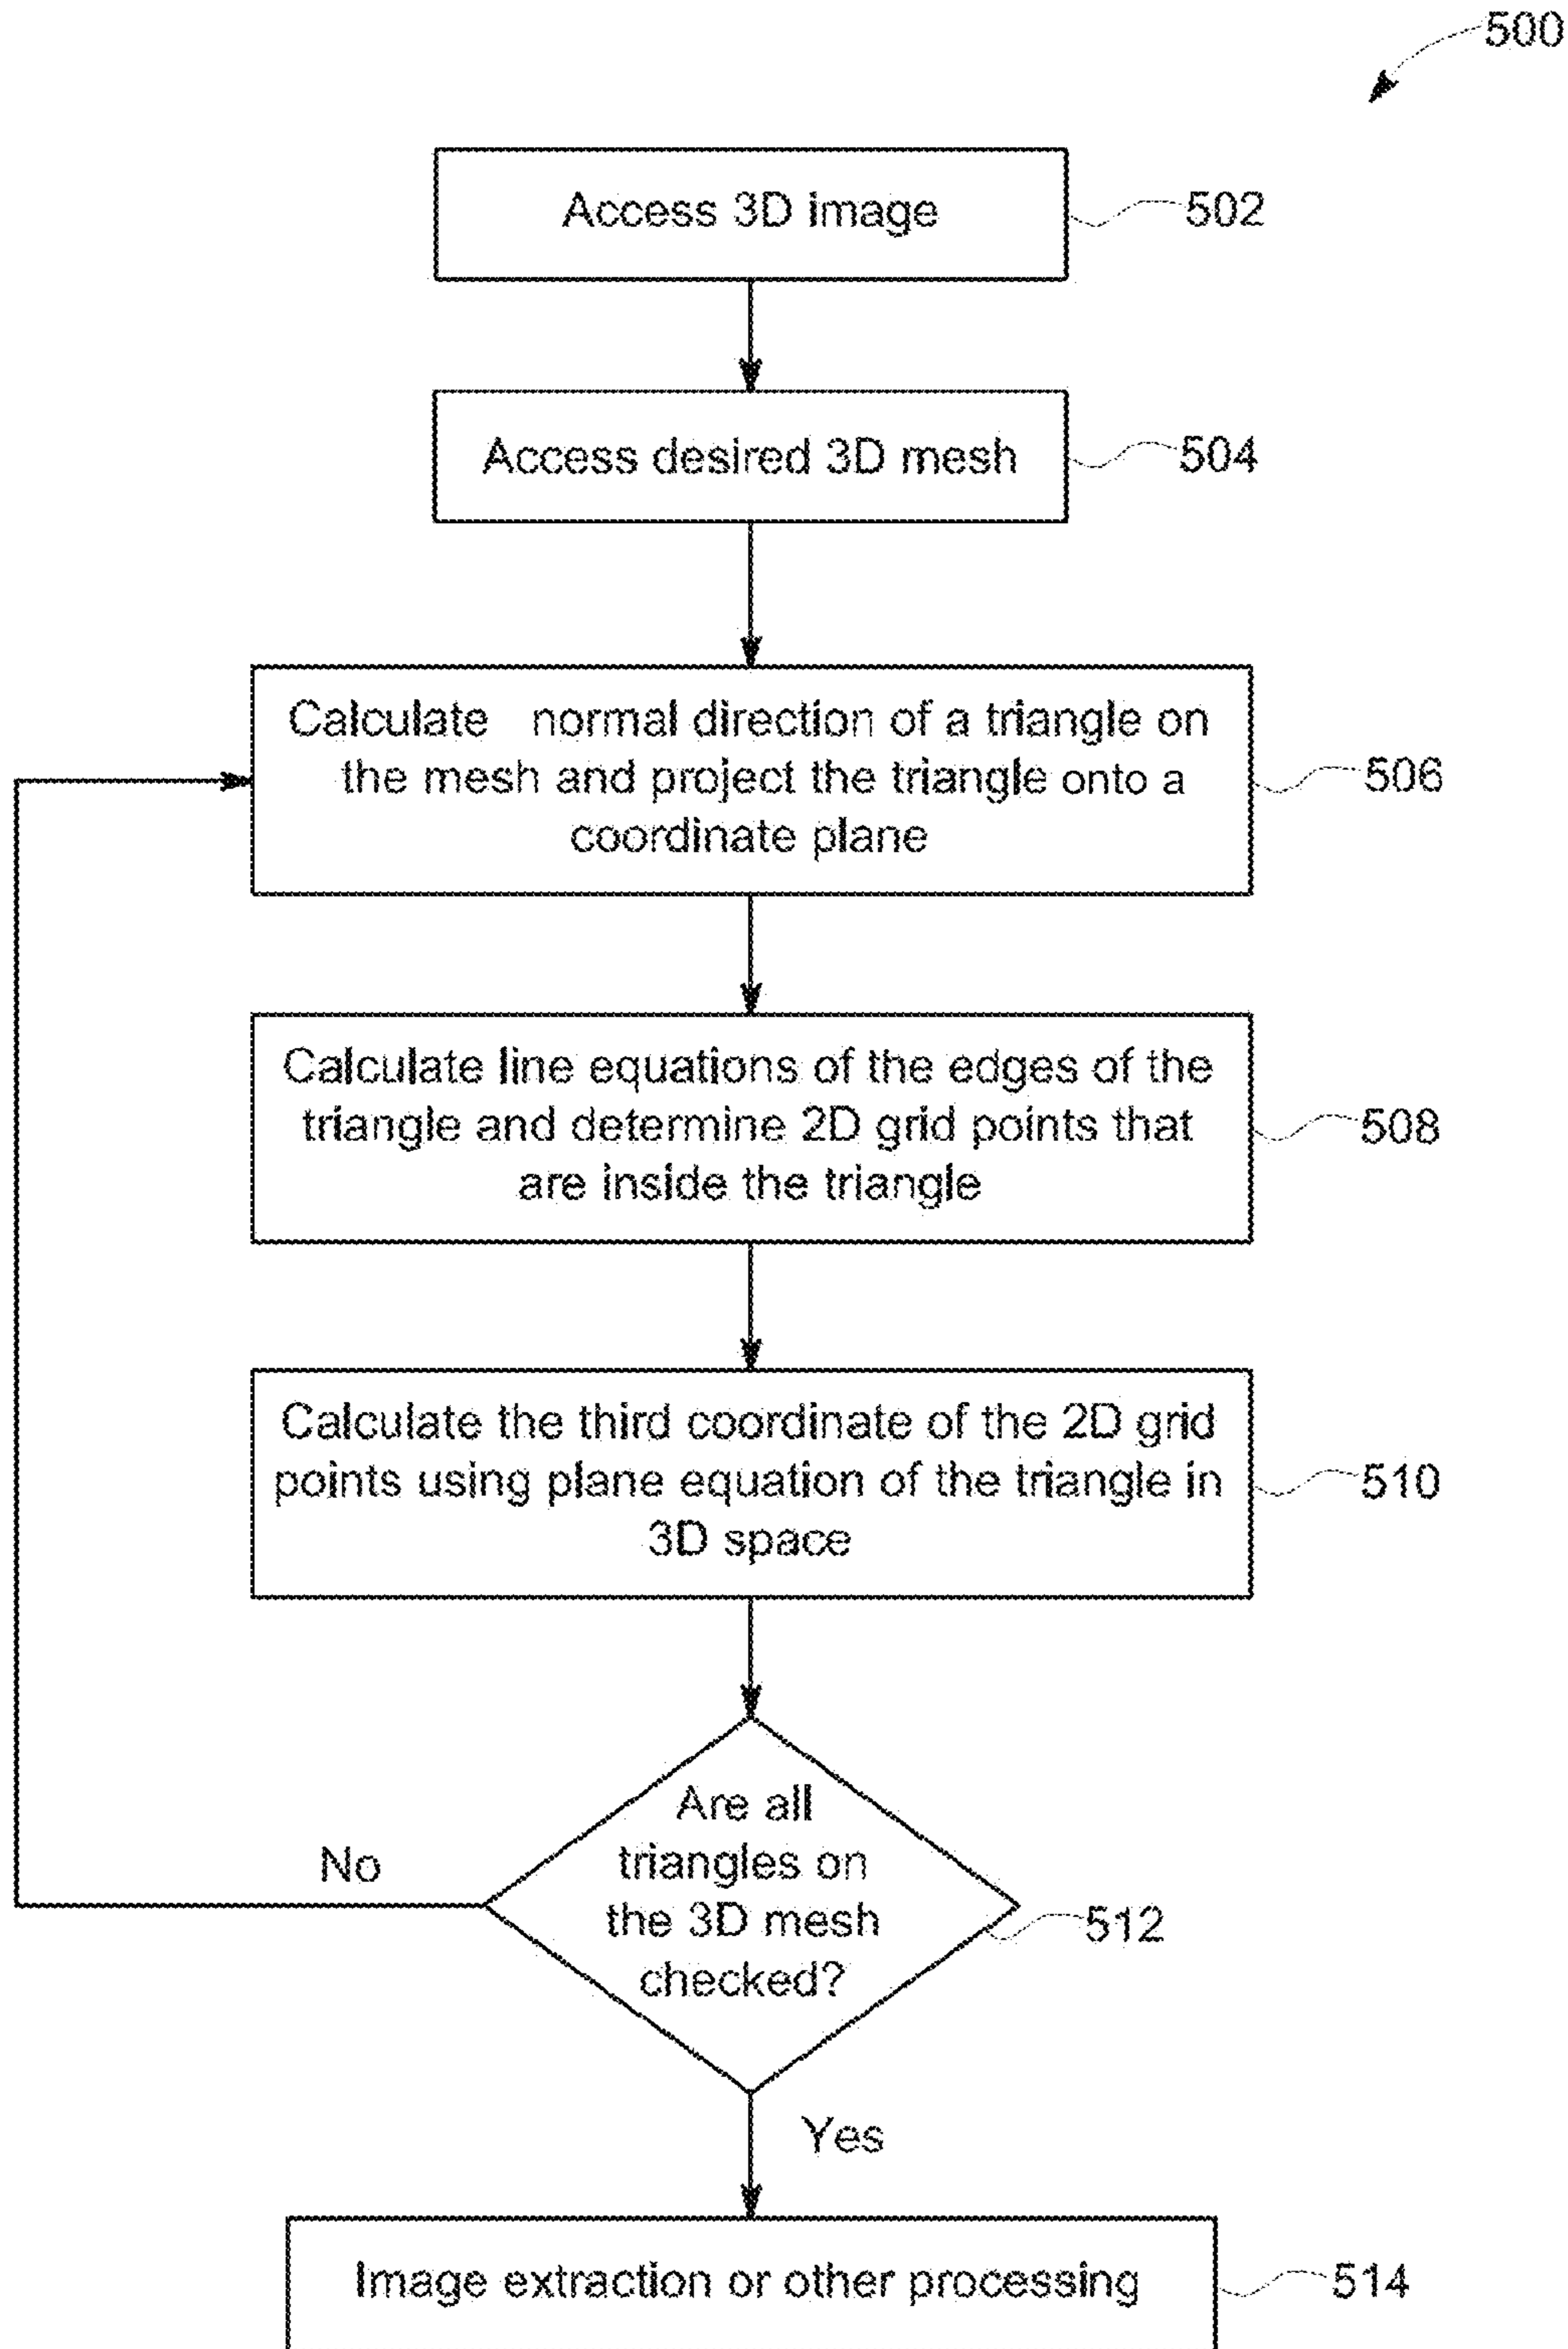 500
Access 3D image
502
Access desired 3D mesh
504
Calculate normal direction of a triangle on
the mesh and project the triangle onto a
coordinate plane
506
Calculate line equations of the edges of the
triangle and determine 2D grid points that
are inside the triangle
508
Calculate the third coordinate of the 2D grid
points using plane equation of the triangle in
3D space
510
Are all
triangles on
the 3D mesh
checked?
512
No
Yes
Image extraction or other processing
514